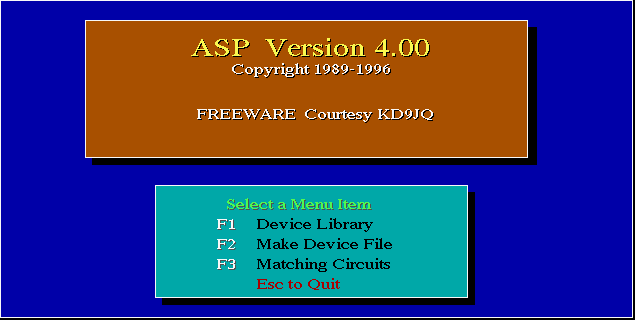 ASP Version 4.00
Copyright 1989-1996
FREEWARE Courtesy KD9JQ
Select a Menu Item
F1 Device Library
F2 Make Device File
F3 Matching Circuits
Esc to Quit